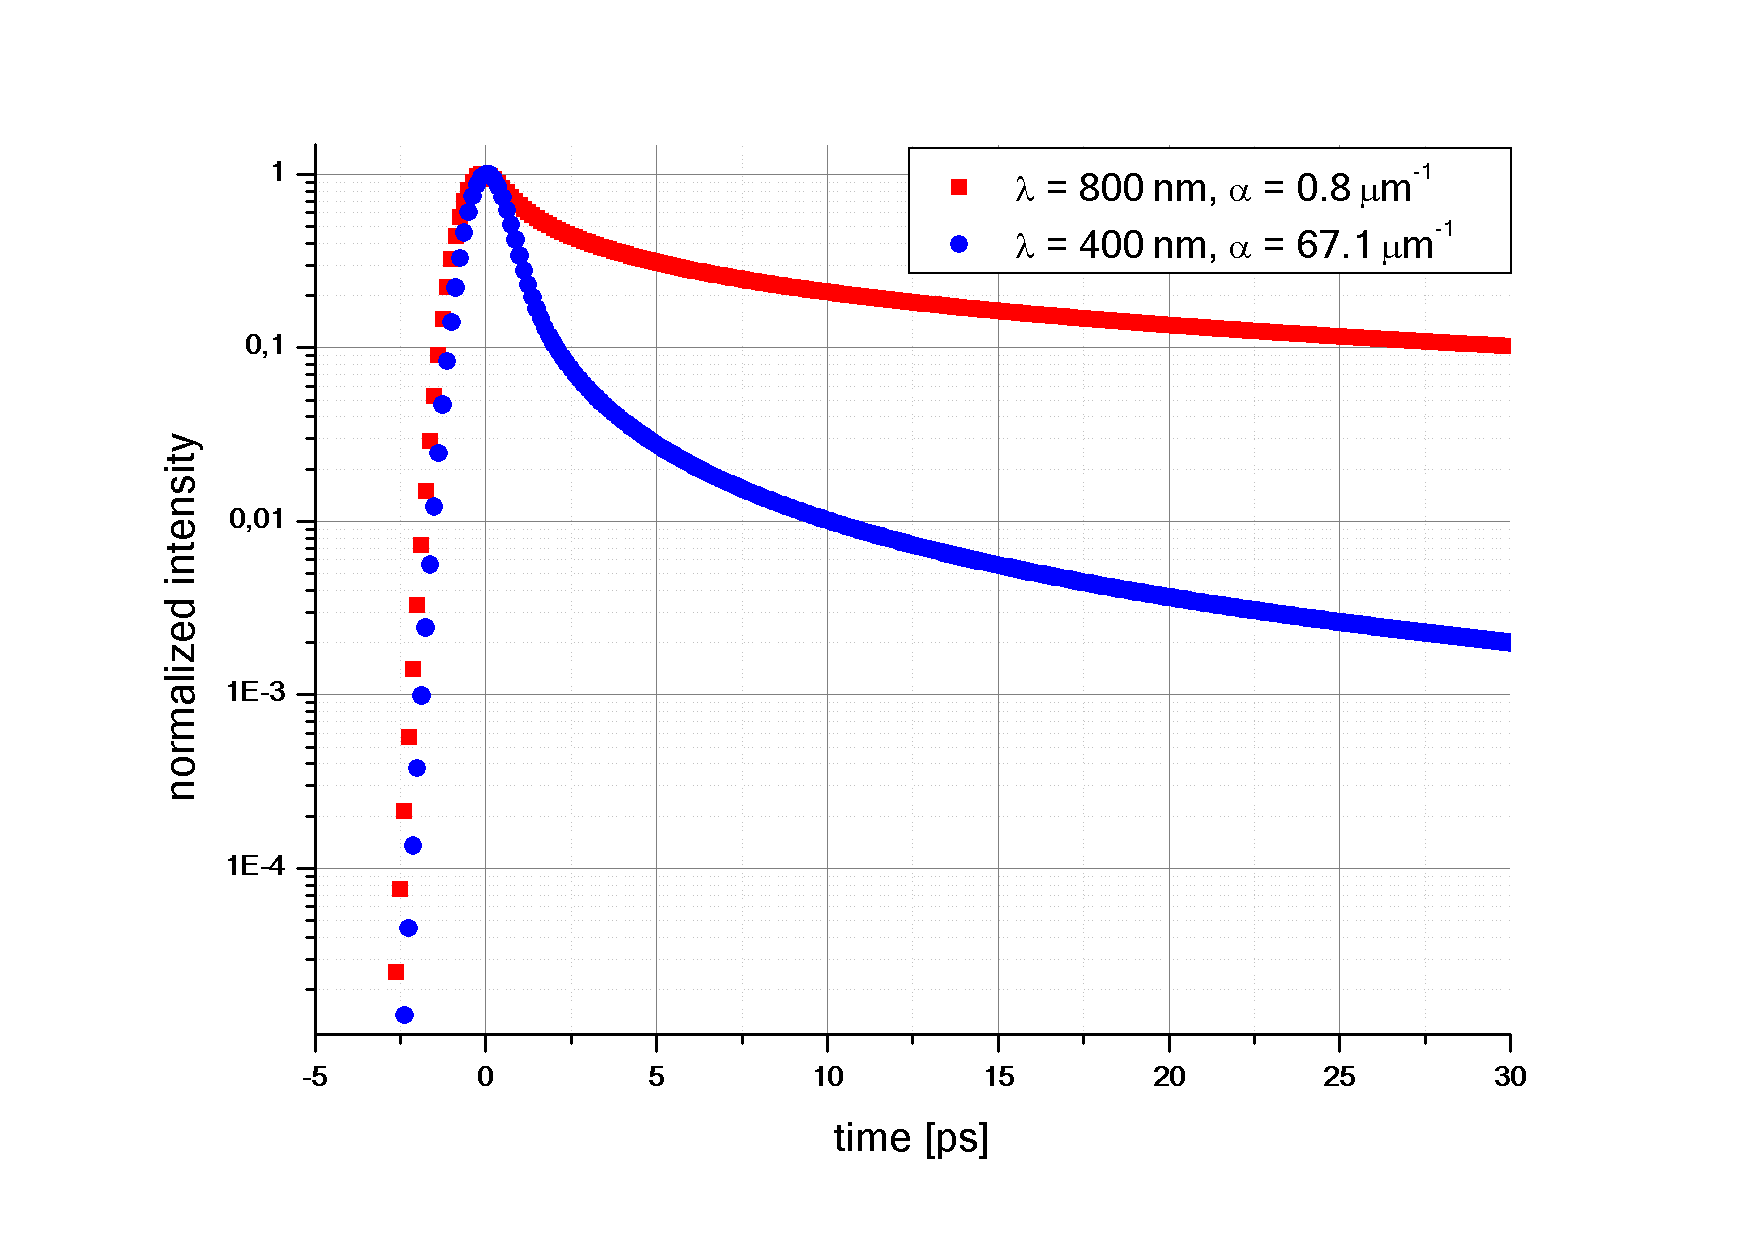 λ = 800 nm, α = 0.8 μm⁻¹
λ = 400 nm, α = 67.1 μm⁻¹
1
0,1
0,01
1E-3
1E-4
normalized intensity
-5 0 5 10 15 20 25 30
time [ps]